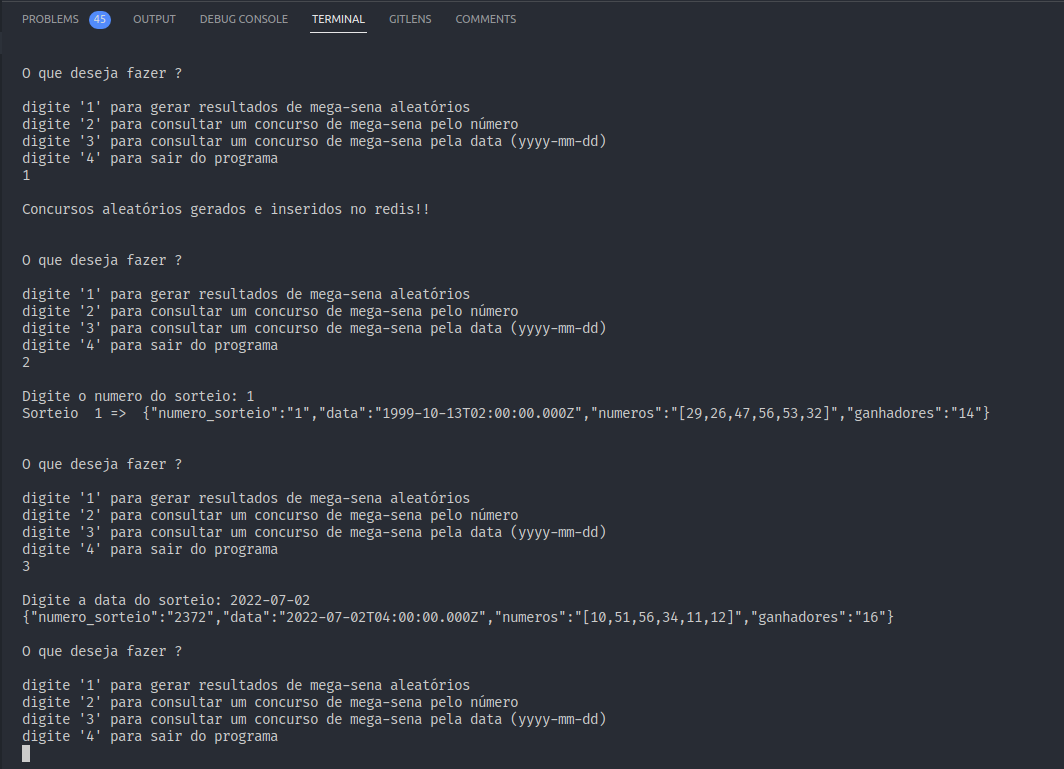 PROBLEMS 45 OUTPUT DEBUG CONSOLE TERMINAL GITLENS COMMENTS
O que deseja fazer ?
digite '1' para gerar resultados de mega-sena aleatórios
digite '2' para consultar um concurso de mega-sena pelo número
digite '3' para consultar um concurso de mega-sena pela data (yyyy-mm-dd)
digite '4' para sair do programa
1
Concursos aleatórios gerados e inseridos no redis!!
O que deseja fazer ?
digite '1' para gerar resultados de mega-sena aleatórios
digite '2' para consultar um concurso de mega-sena pelo número
digite '3' para consultar um concurso de mega-sena pela data (yyyy-mm-dd)
digite '4' para sair do programa
2
Digite o numero do sorteio: 1
Sorteio  1 =>  {"numero_sorteio":"1","data":"1999-10-13T02:00:00.000Z","numeros":"[29,26,47,56,53,32]","ganhadores":"14"}
O que deseja fazer ?
digite '1' para gerar resultados de mega-sena aleatórios
digite '2' para consultar um concurso de mega-sena pelo número
digite '3' para consultar um concurso de mega-sena pela data (yyyy-mm-dd)
digite '4' para sair do programa
3
Digite a data do sorteio: 2022-07-02
{"numero_sorteio":"2372","data":"2022-07-02T04:00:00.000Z","numeros":"[10,51,56,34,11,12]","ganhadores":"16"}
O que deseja fazer ?
digite '1' para gerar resultados de mega-sena aleatórios
digite '2' para consultar um concurso de mega-sena pelo número
digite '3' para consultar um concurso de mega-sena pela data (yyyy-mm-dd)
digite '4' para sair do programa